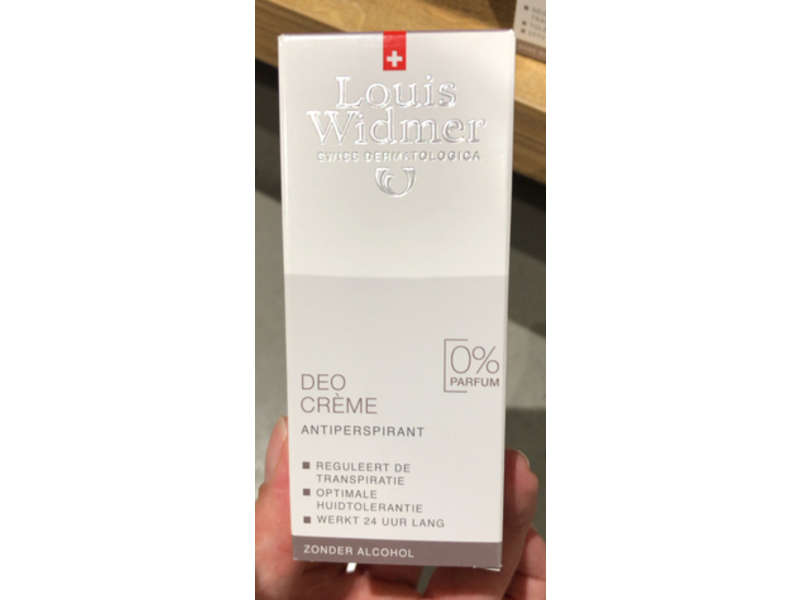 Louis
Widmer
SWISS DERMATOLOGICA
0%
PARFUM
DEO
CRÈME
ANTIPERSPIRANT
REGULEERT DE
TRANSPIRATIE
OPTIMALE
HUIDTOLERANTIE
WERKT 24 UUR LANG
ZONDER ALCOHOL